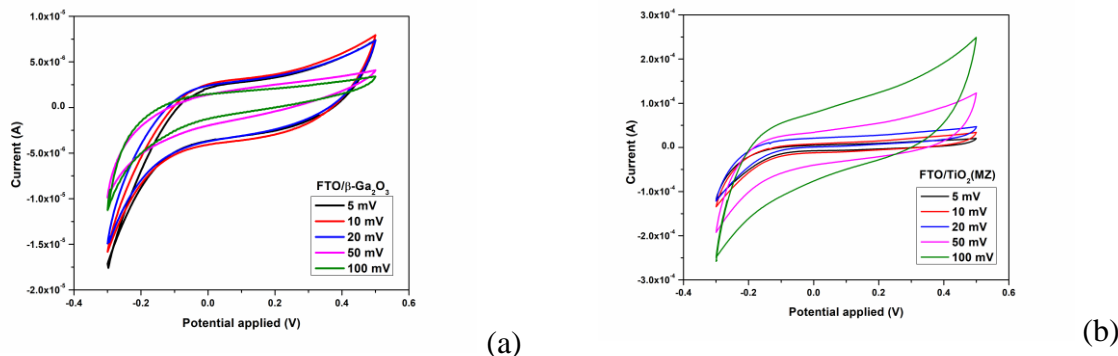 1.0x10⁻⁵
5.0x10⁻⁶
0.0
-5.0x10⁻⁶
-1.0x10⁻⁵
-1.5x10⁻⁵
-2.0x10⁻⁵
Current (A)
FTO/β-Ga₂O₃
5 mV
10 mV
20 mV
50 mV
100 mV
-0.4 -0.2 0.0 0.2 0.4 0.6
Potential applied (V)
(a)
3.0x10⁻⁴
2.0x10⁻⁴
1.0x10⁻⁴
0.0
-1.0x10⁻⁴
-2.0x10⁻⁴
-3.0x10⁻⁴
Current (A)
FTO/TiO₂(MZ)
5 mV
10 mV
20 mV
50 mV
100 mV
-0.4 -0.2 0.0 0.2 0.4 0.6
Potential applied (V)
(b)